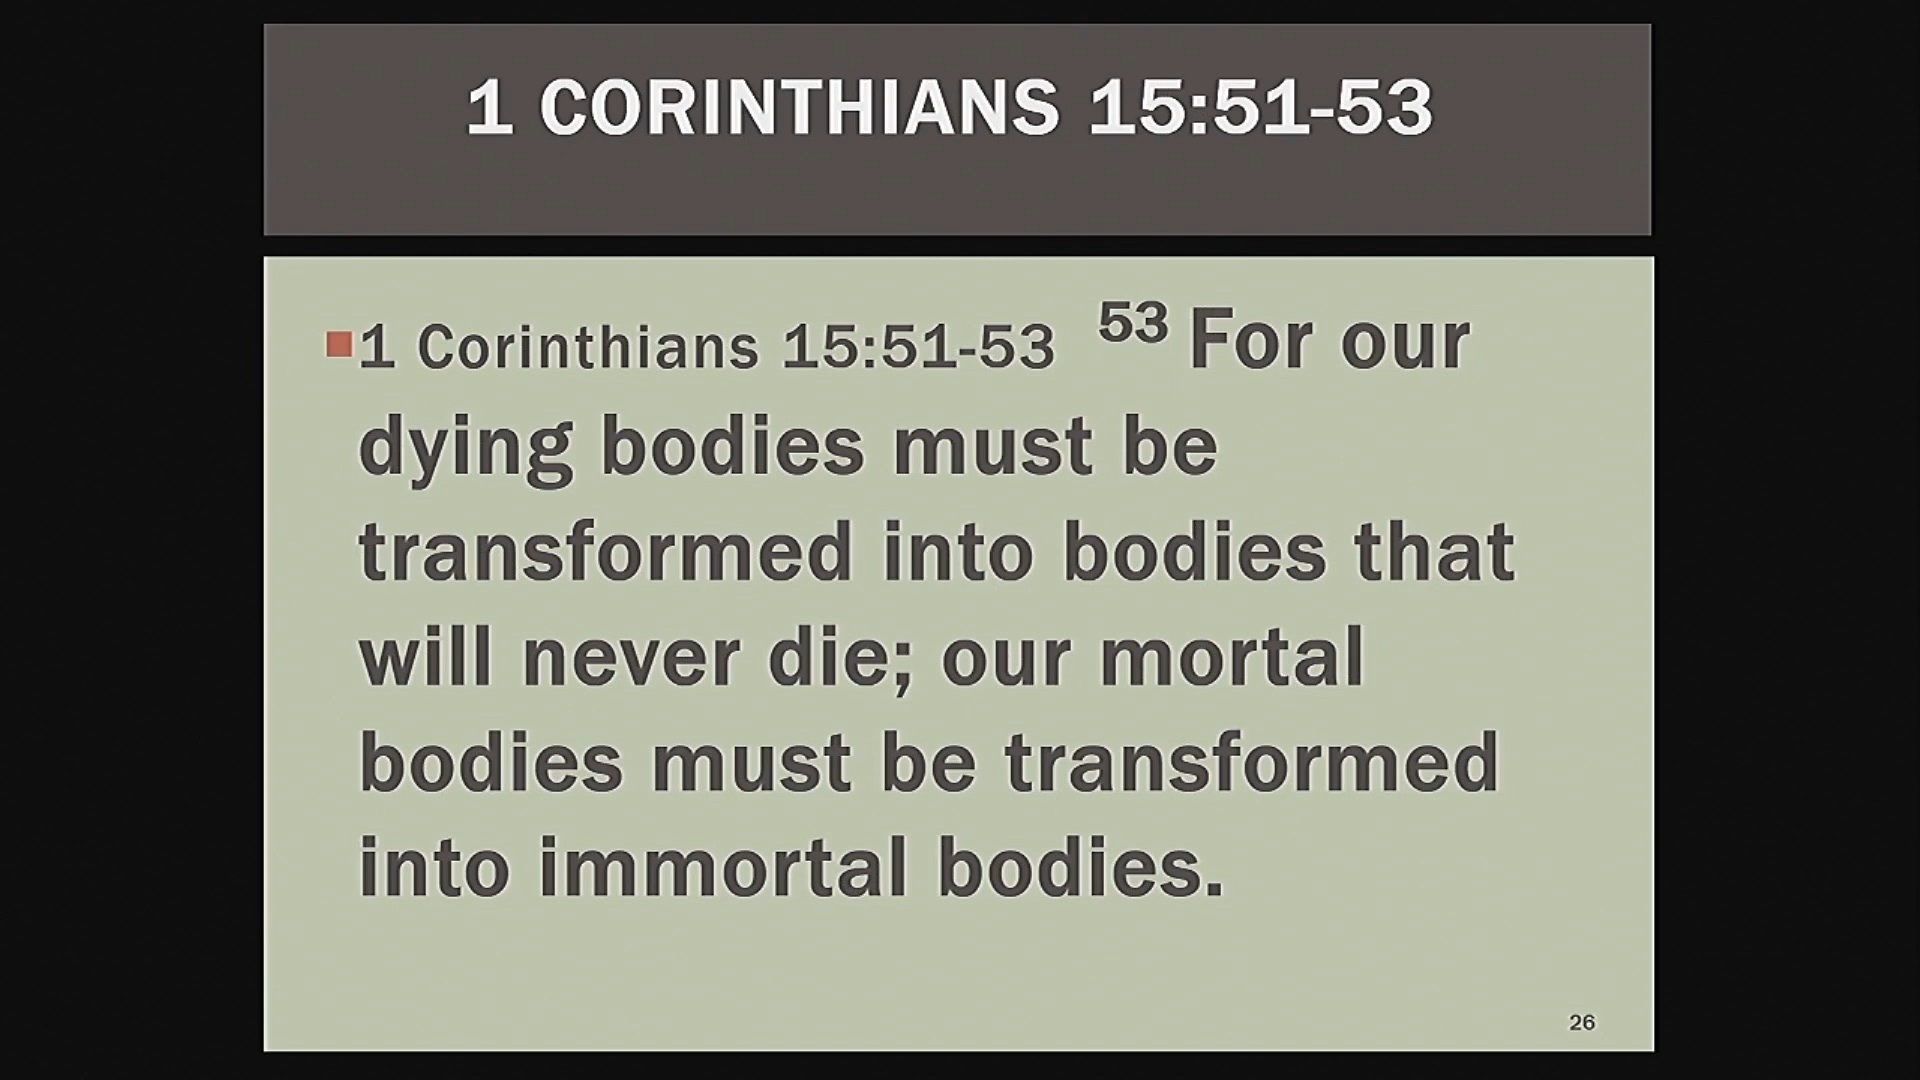 1 CORINTHIANS 15:51-53
1 Corinthians 15:51-53 53 For our
dying bodies must be
transformed into bodies that
will never die; our mortal
bodies must be transformed
into immortal bodies.
26